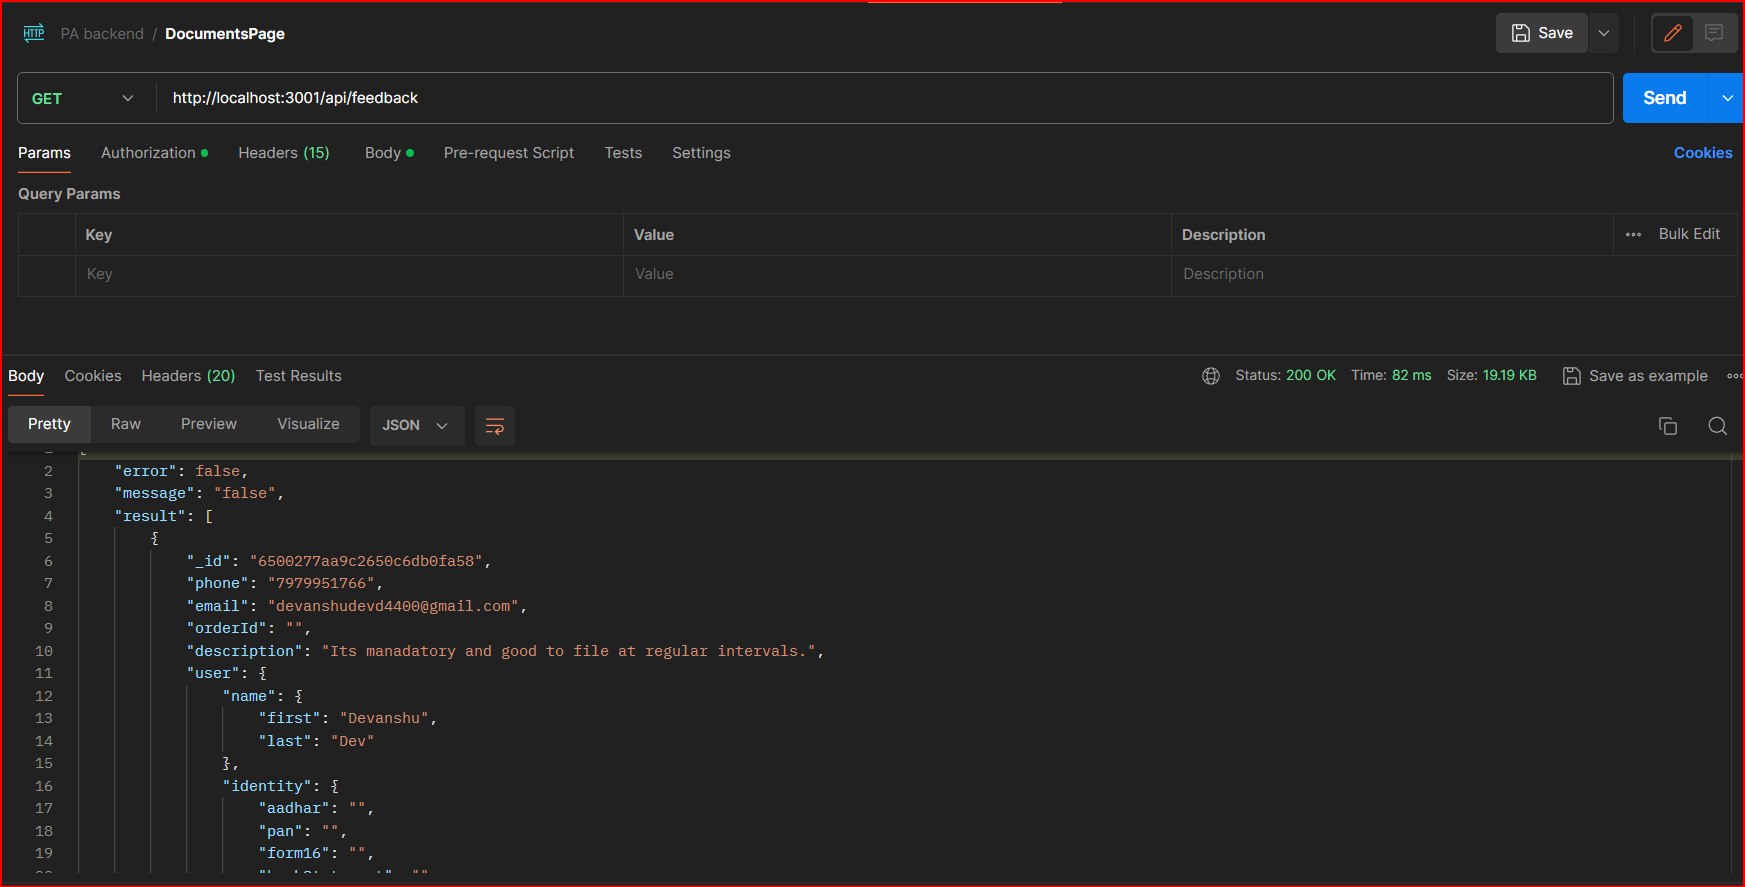 HTTP PA backend / DocumentsPage Save
GET http://localhost:3001/api/feedback Send
Params Authorization Headers (15) Body Pre-request Script Tests Settings Cookies
Query Params
Key Value Description Bulk Edit
Key Value Description
Body Cookies Headers (20) Test Results Status: 200 OK Time: 82 ms Size: 19.19 KB Save as example
Pretty Raw Preview Visualize JSON
2 "error": false,
3 "message": "false",
4 "result": [
5 {
6 "_id": "6500277aa9c2650c6db0fa58",
7 "phone": "7979951766",
8 "email": "devanshudevd4400@gmail.com",
9 "orderId": "",
10 "description": "Its manadatory and good to file at regular intervals.",
11 "user": {
12 "name": {
13 "first": "Devanshu",
14 "last": "Dev"
15 },
16 "identity": {
17 "aadhar": "",
18 "pan": "",
19 "form16": "",